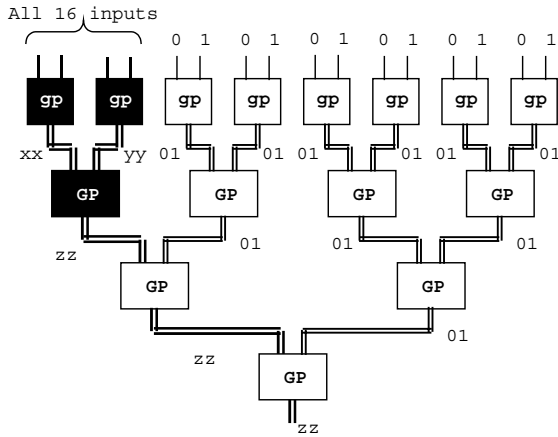 All 16 inputs
0 1 0 1 0 1 0 1 0 1 0 1
gp gp gp gp gp gp gp gp
xx yy 01 01 01 01 01 01
GP GP GP GP
zz 01 01
GP GP
zz 01
GP
zz